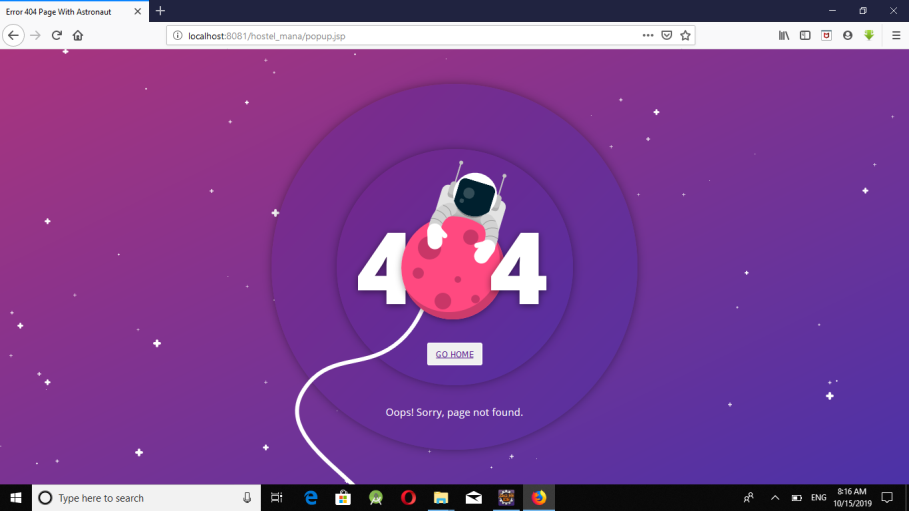 Error 404 Page With Astronaut
localhost:8081/hostel_mana/popup.jsp
4 4
GO HOME
Oops! Sorry, page not found.
Type here to search
ENG
8:16 AM
10/15/2019